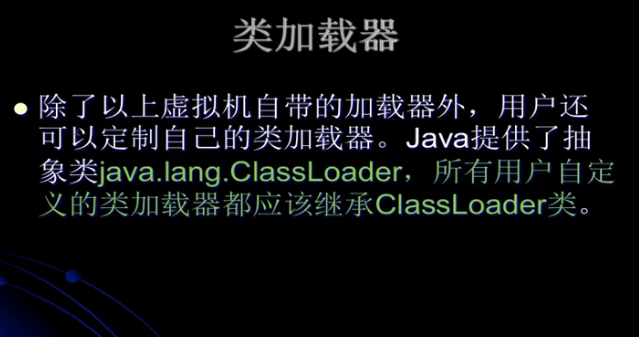 类加载器
除了以上虚拟机自带的加载器外，用户还
可以定制自己的类加载器。Java提供了抽
象类java.lang.ClassLoader，所有用户自定
义的类加载器都应该继承ClassLoader类。